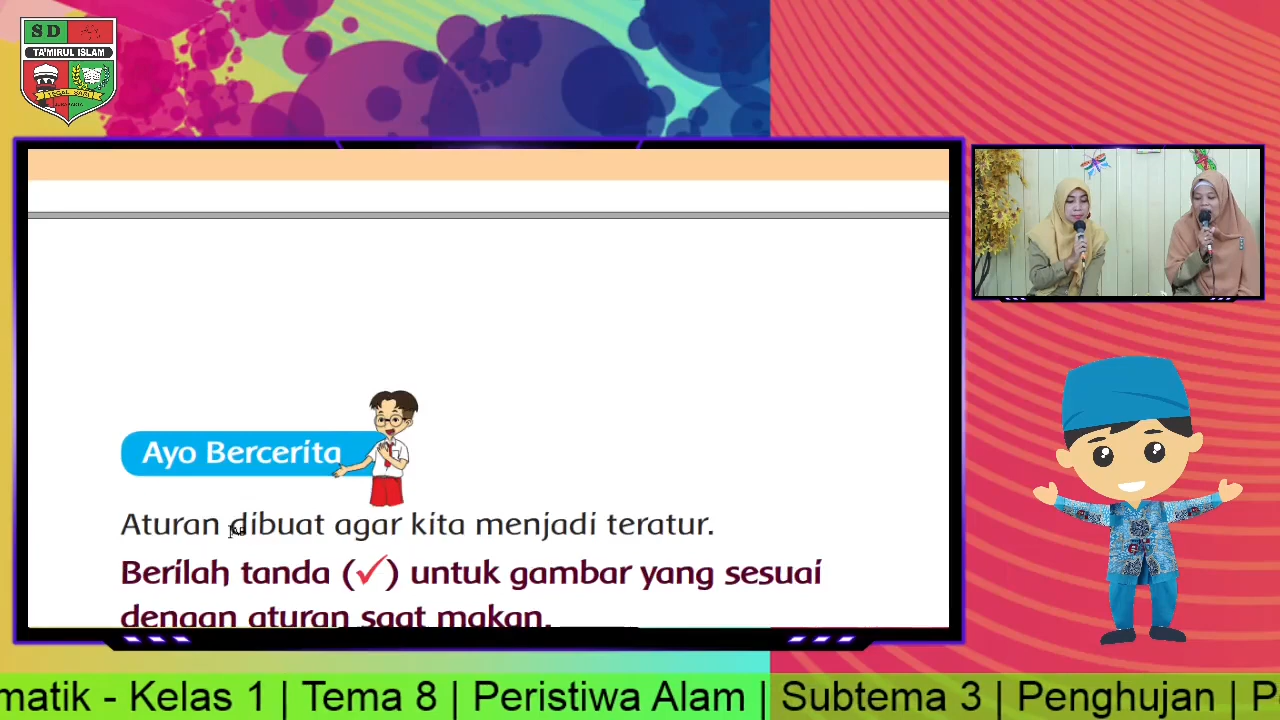 SD
TA'MIRUL ISLAM
Ayo Bercerita
Aturan dibuat agar kita menjadi teratur.
Berilah tanda (✓) untuk gambar yang sesuai
dengan aturan saat makan.
matik - Kelas 1 | Tema 8 | Peristiwa Alam | Subtema 3 | Penghujan | P